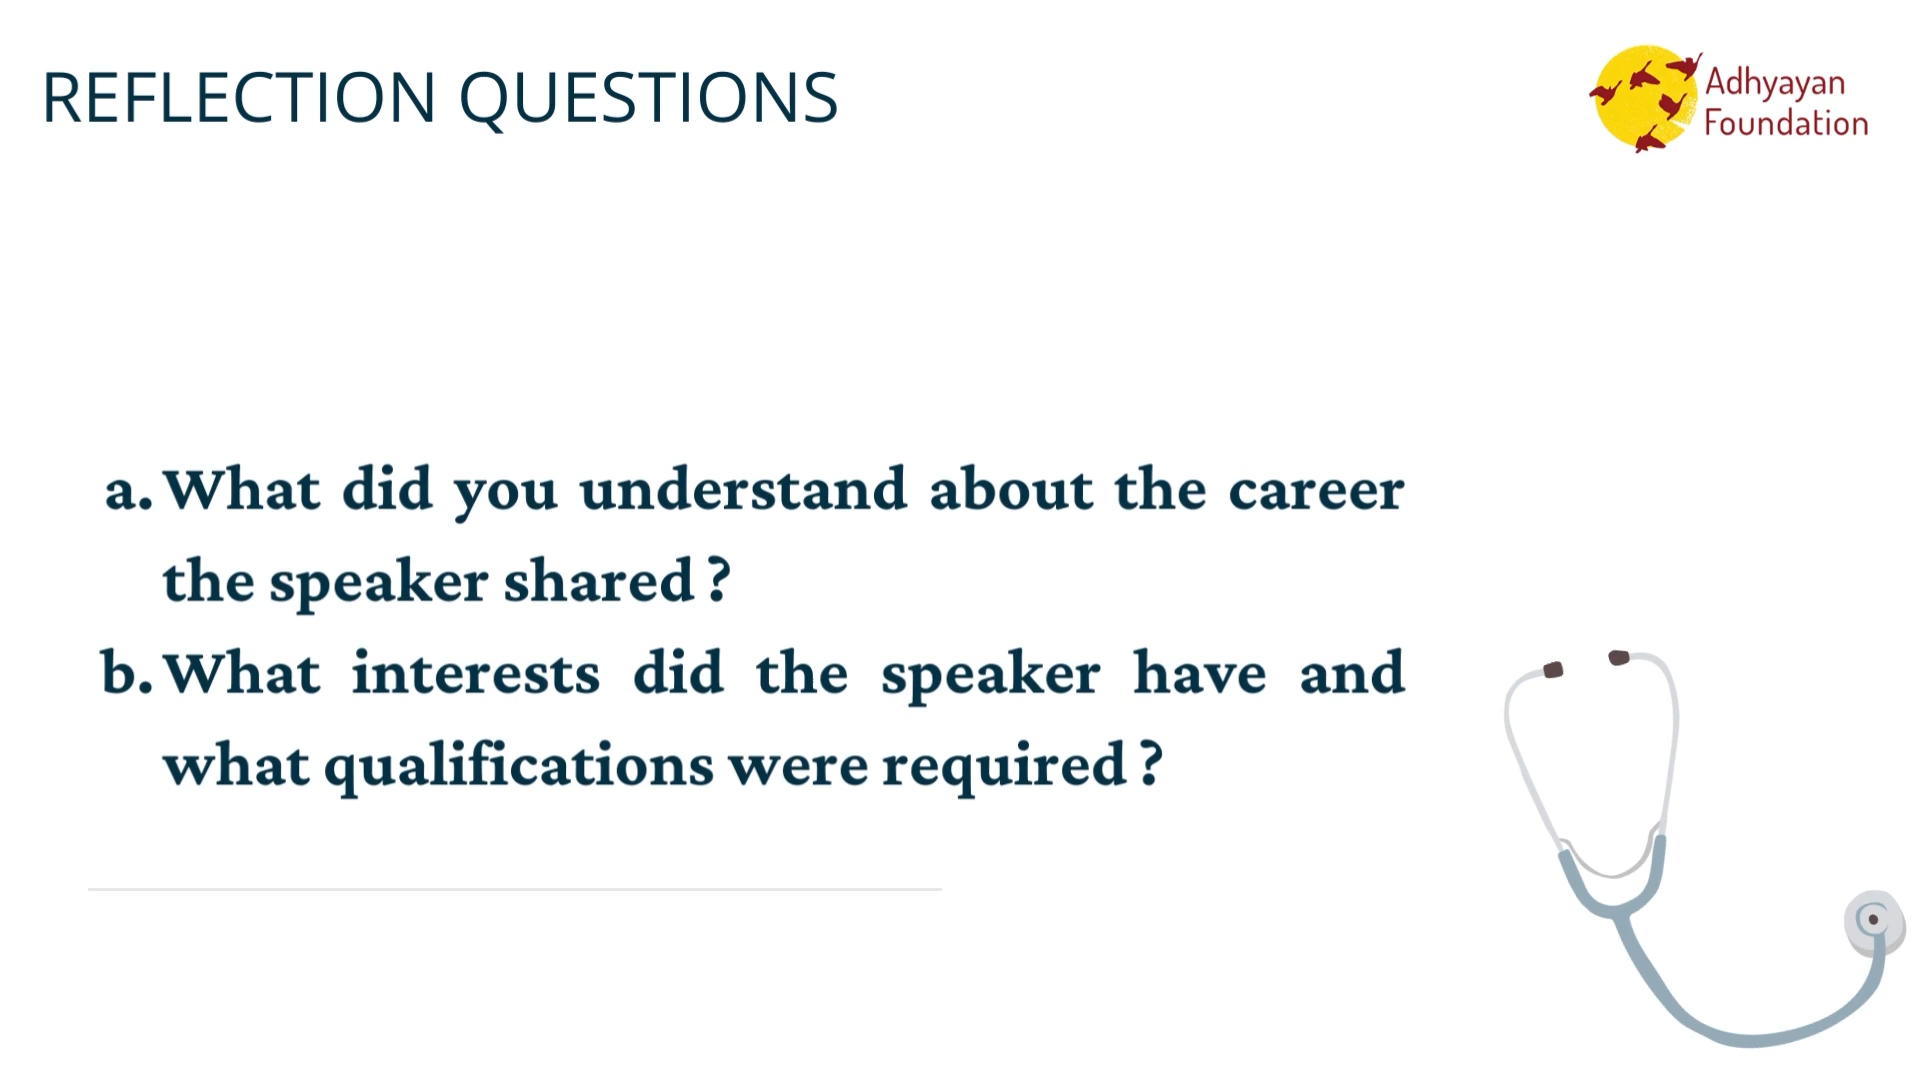 REFLECTION QUESTIONS
Adhyayan
Foundation
a. What did you understand about the career
the speaker shared ?
b. What interests did the speaker have and
what qualifications were required ?